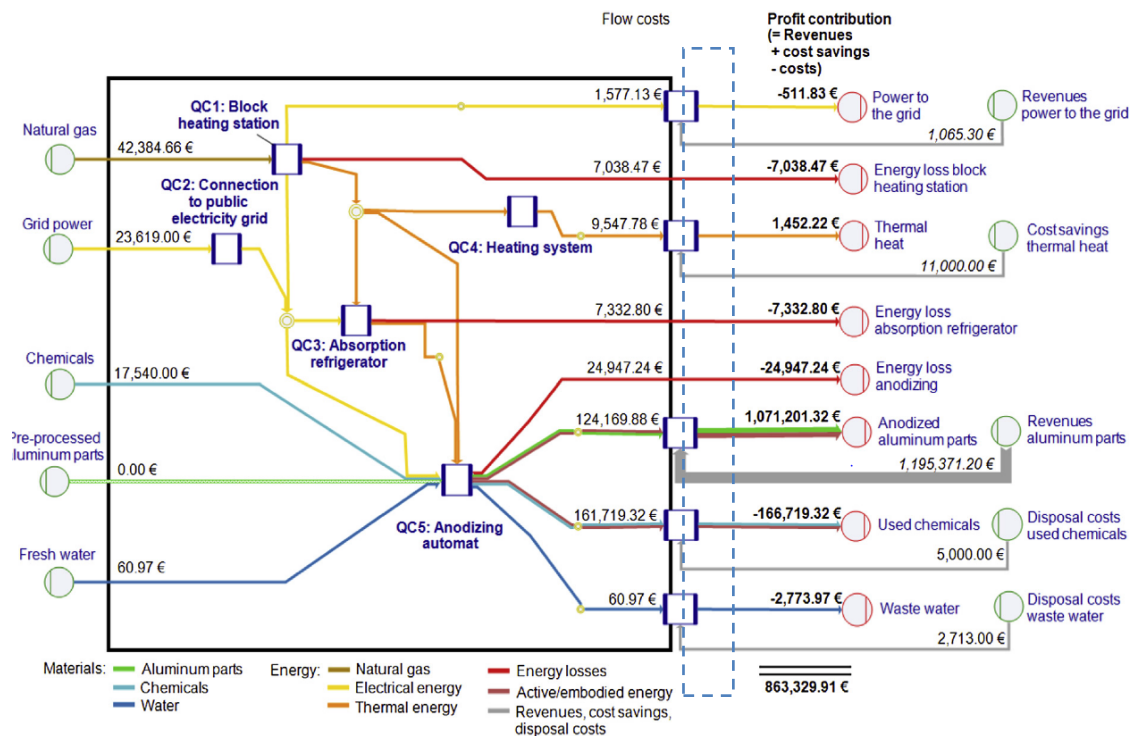 Flow costs
Profit contribution
(= Revenues
+ cost savings
- costs)
QC1: Block
heating station
1,577.13 €
-511.83 €
Power to
the grid
Revenues
power to the grid
1,065.30 €
Natural gas
42,384.66 €
7,038.47 €
-7,038.47 €
Energy loss block
heating station
QC2: Connection
to public
electricity grid
Grid power
23,619.00 €
QC4: Heating system
9,547.78 €
1,452.22 €
Thermal
heat
Cost savings
thermal heat
11,000.00 €
7,332.80 €
-7,332.80 €
Energy loss
absorption refrigerator
QC3: Absorption
refrigerator
Chemicals
17,540.00 €
24,947.24 €
-24,947.24 €
Energy loss
anodizing
124,169.88 €
1,071,201.32 €
Anodized
aluminum parts
Revenues
aluminum parts
1,195,371.20 €
Pre-processed
aluminum parts
0.00 €
QC5: Anodizing
automat
161,719.32 €
-166,719.32 €
Used chemicals
Disposal costs
used chemicals
5,000.00 €
Fresh water
60.97 €
60.97 €
-2,773.97 €
Waste water
Disposal costs
waste water
2,713.00 €
Materials:
Aluminum parts
Chemicals
Water
Energy:
Natural gas
Electrical energy
Thermal energy
Energy losses
Active/embodied energy
Revenues, cost savings,
disposal costs
863,329.91 €